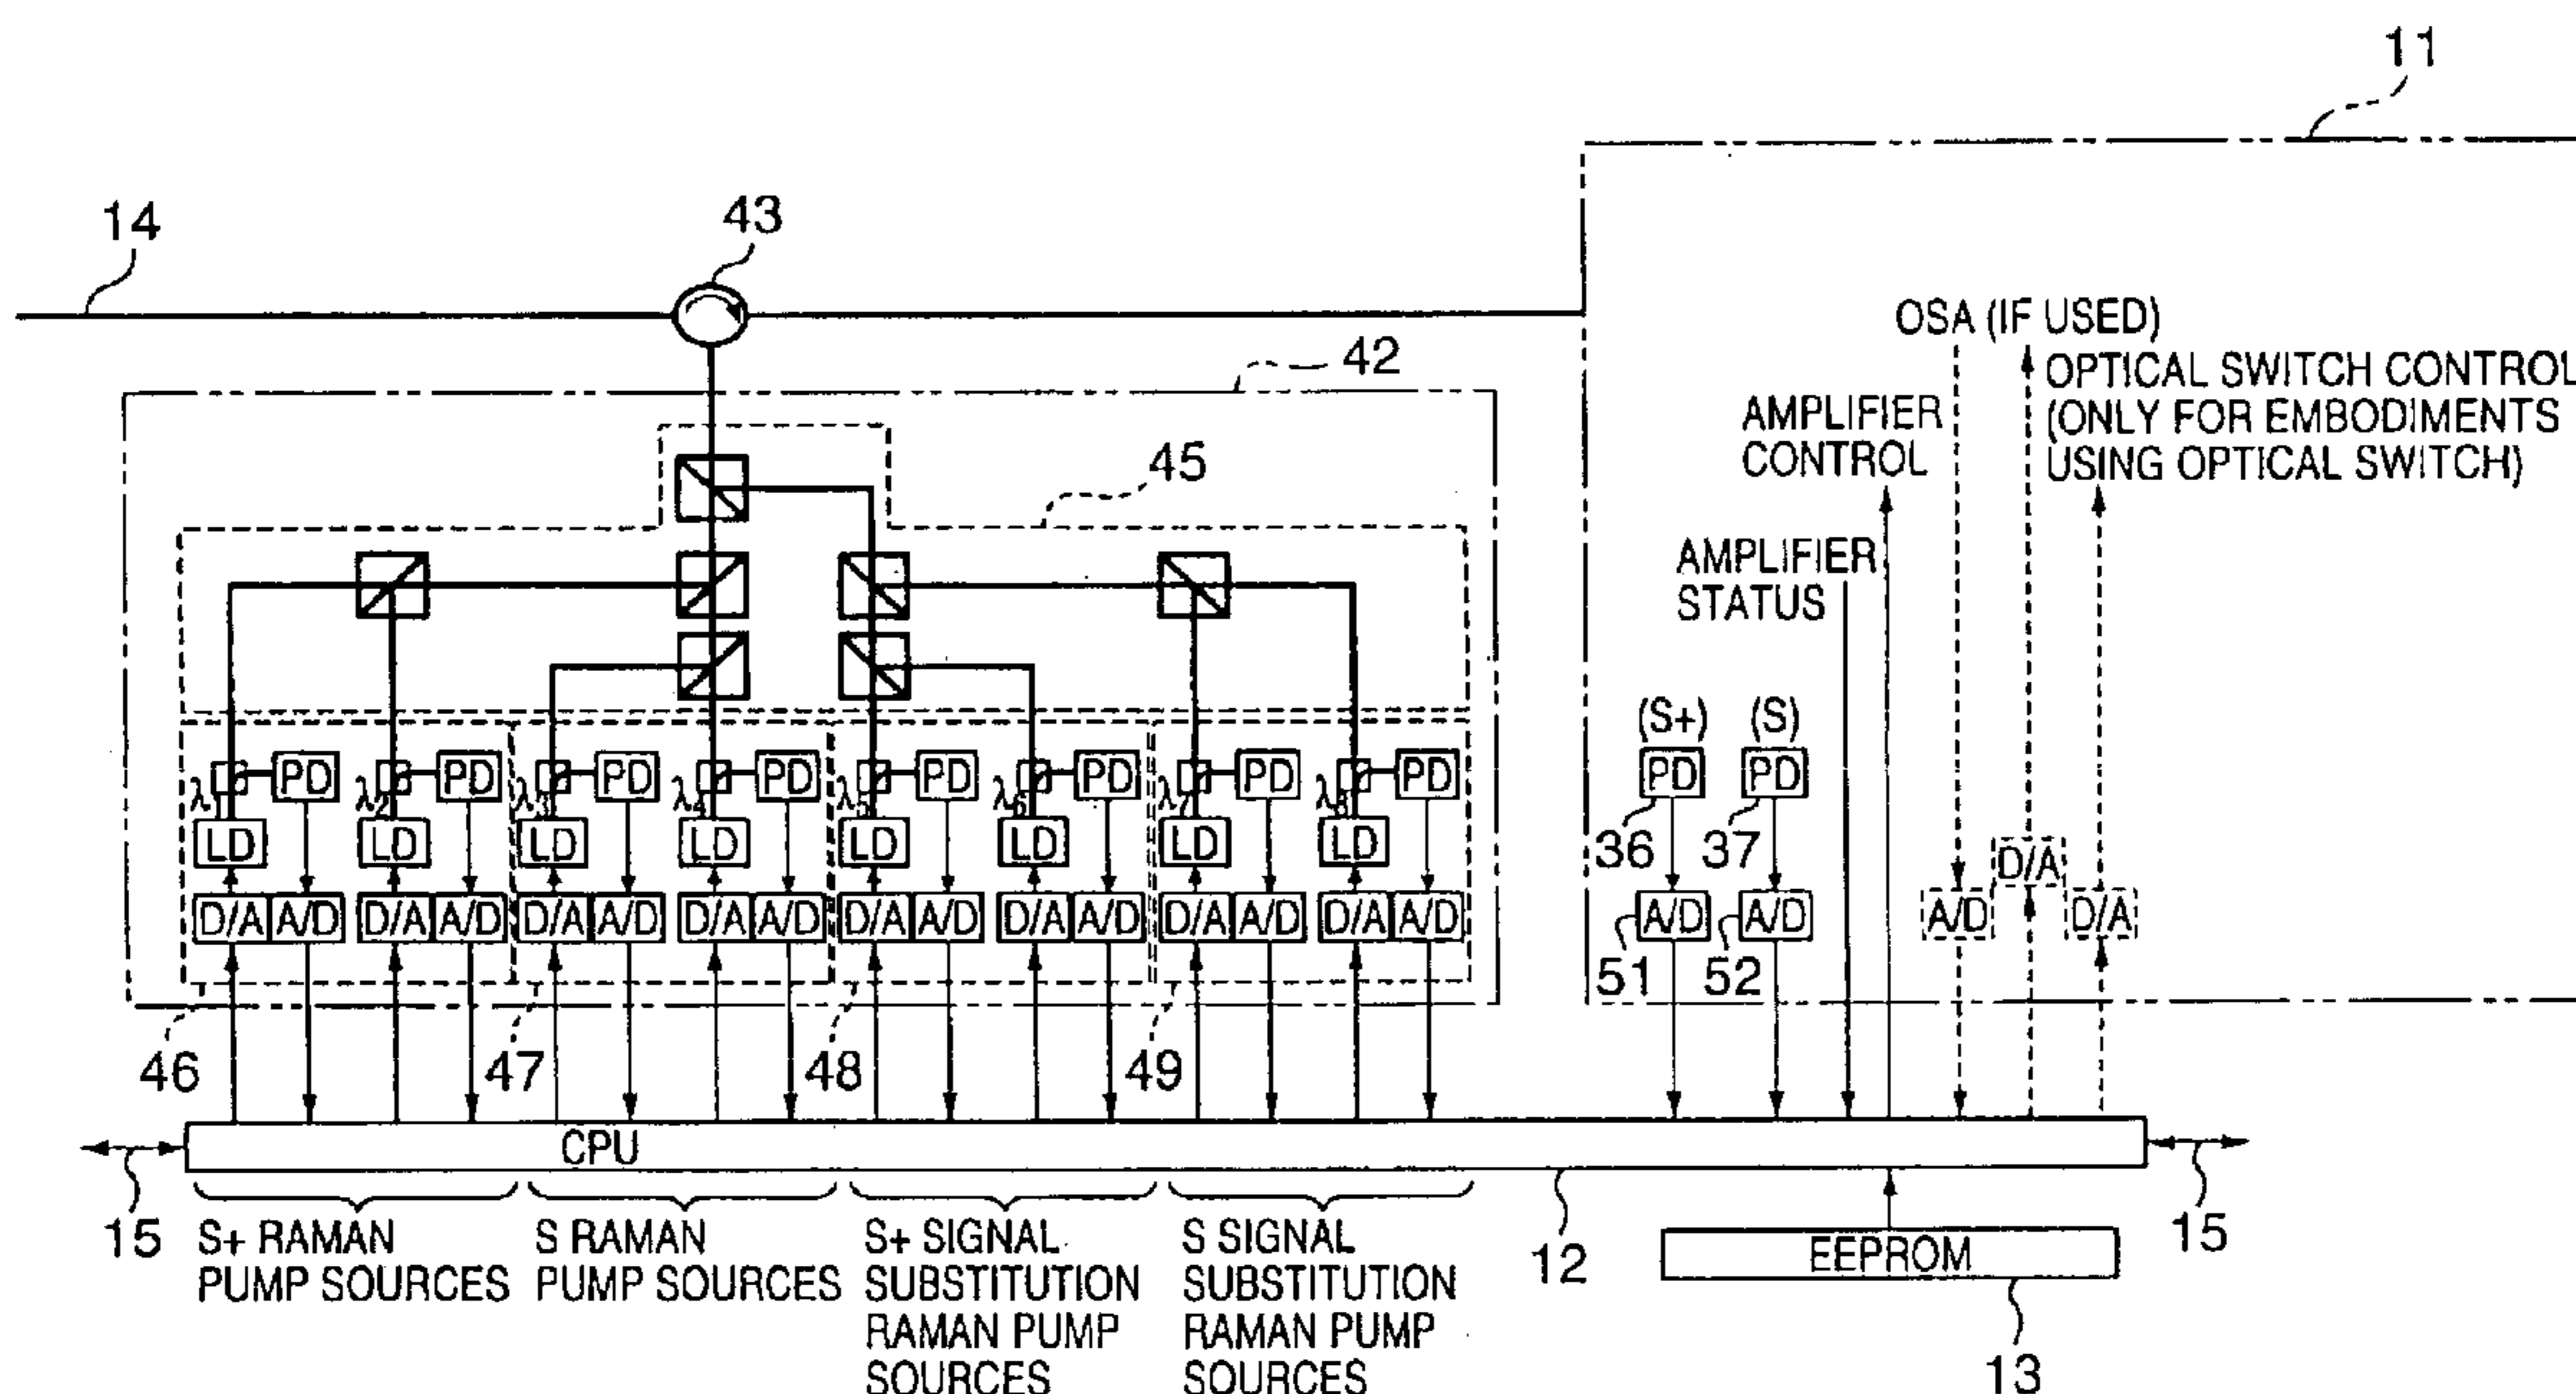 11
14
43
42
OSA (IF USED)
OPTICAL SWITCH CONTROL
(ONLY FOR EMBODIMENTS
USING OPTICAL SWITCH)
AMPLIFIER
CONTROL
45
AMPLIFIER
STATUS
(S+) (S)
PD PD
36 37
λ1 PD λ2 PD λ3 PD λ4 PD λ5 PD λ6 PD λ7 PD λ8 PD
LD LD LD LD LD LD LD LD
D/A
D/A A/D D/A A/D D/A A/D D/A A/D D/A A/D D/A A/D D/A A/D D/A A/D
A/D A/D A/D D/A
51 52
46 47 48 49
CPU
15 15
S+ RAMAN
PUMP SOURCES
S RAMAN
PUMP SOURCES
S+ SIGNAL
SUBSTITUTION
RAMAN PUMP
SOURCES
S SIGNAL
SUBSTITUTION
RAMAN PUMP
SOURCES
12
EEPROM
13